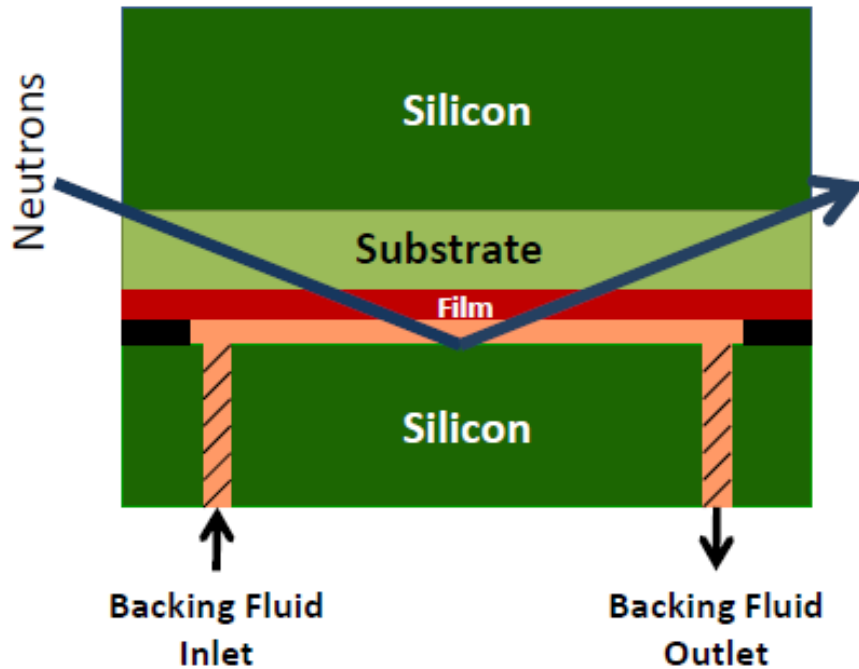 Neutrons
Silicon
Substrate
Film
Silicon
Backing Fluid
Inlet
Backing Fluid
Outlet